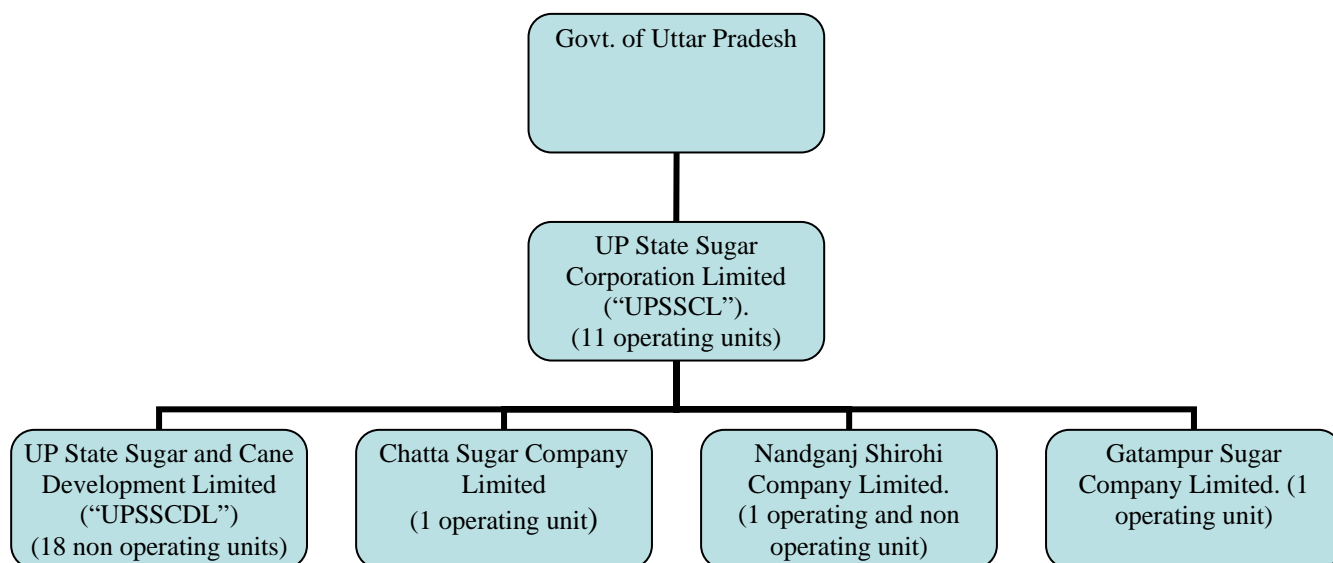 Govt. of Uttar Pradesh
UP State Sugar
Corporation Limited
(“UPSSCL”).
(11 operating units)
UP State Sugar and Cane
Development Limited
(“UPSSCDL”)
(18 non operating units)
Chatta Sugar Company
Limited
(1 operating unit)
Nandganj Shirohi
Company Limited.
(1 operating and non
operating unit)
Gatampur Sugar
Company Limited. (1
operating unit)